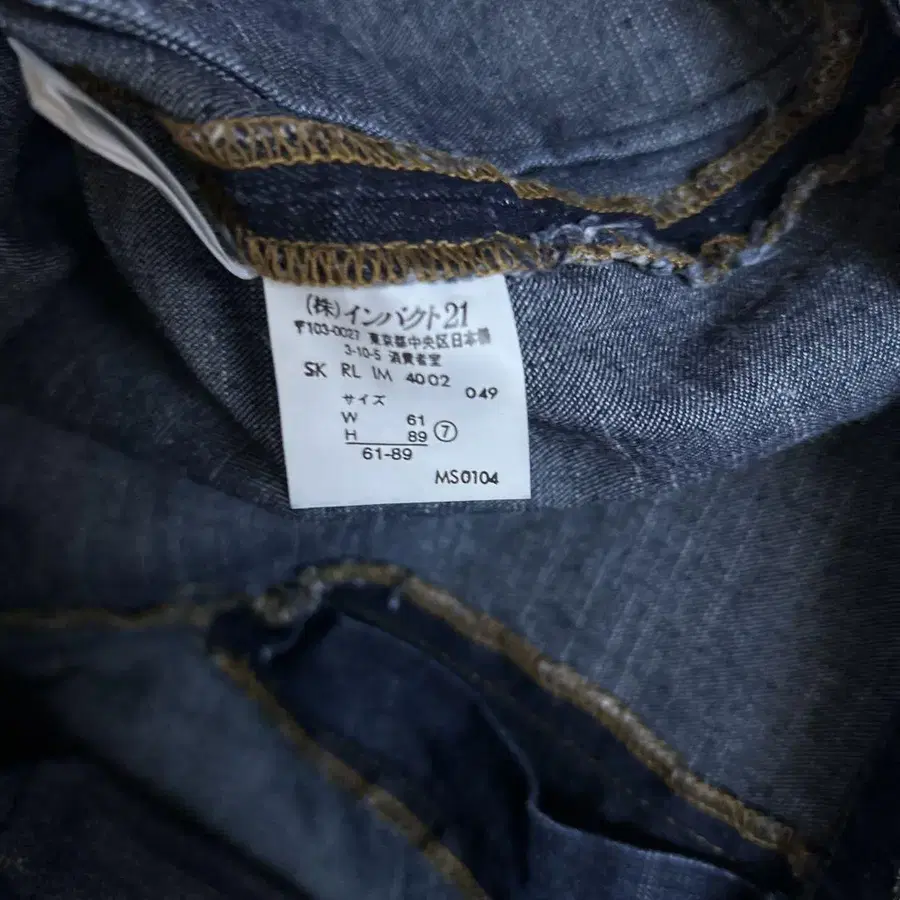 (株)インパクト21
〒103-0027 東京都中央区日本橋
3-10-5 消費者室
SK RL IM 4002
049
サイズ
W 61
H 89 ⑦
61-89
MS0104